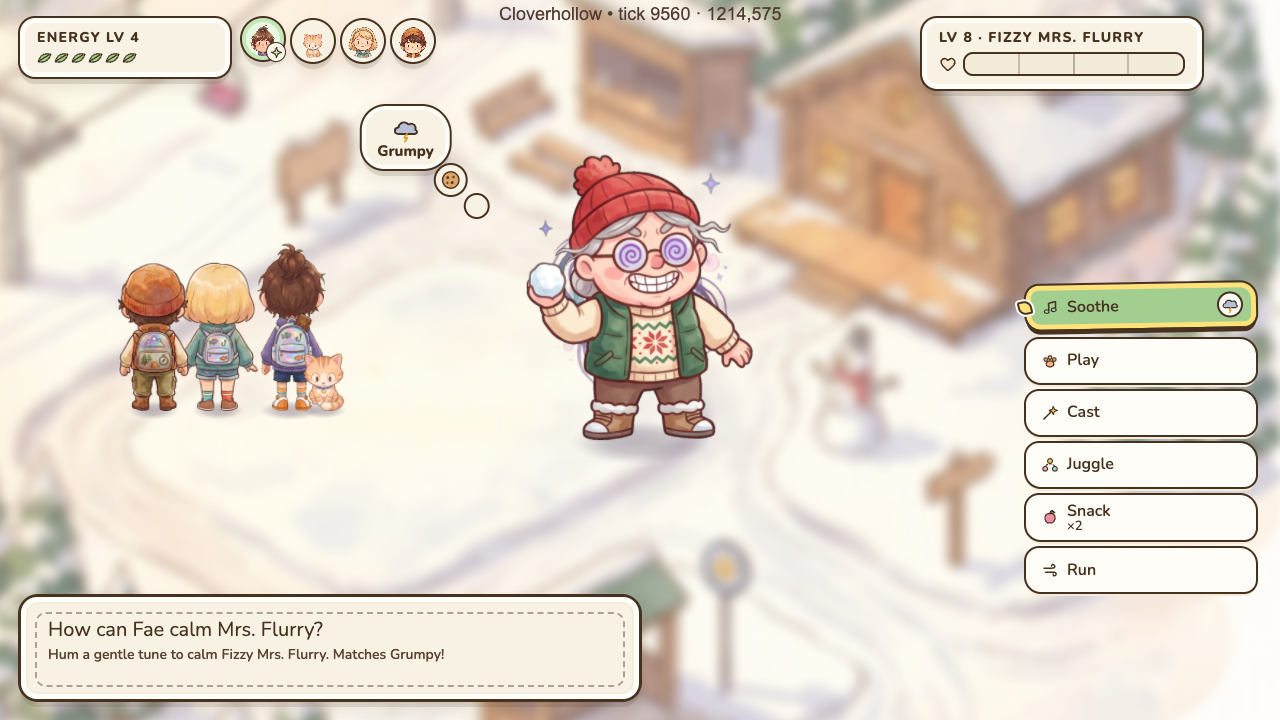 Cloverhollow • tick 9560 · 1214,575
ENERGY LV 4
LV 8 · FIZZY MRS. FLURRY
Grumpy
Soothe
Play
Cast
Juggle
Snack
×2
Run
How can Fae calm Mrs. Flurry?
Hum a gentle tune to calm Fizzy Mrs. Flurry. Matches Grumpy!